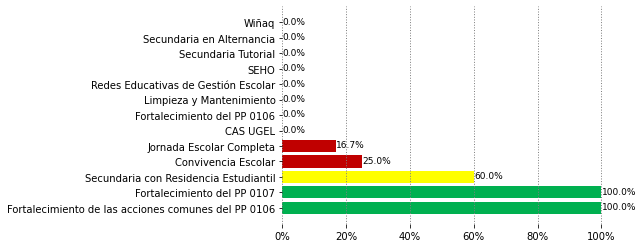 Wiñaq 0.0%
Secundaria en Alternancia 0.0%
Secundaria Tutorial 0.0%
SEHO 0.0%
Redes Educativas de Gestión Escolar 0.0%
Limpieza y Mantenimiento 0.0%
Fortalecimiento del PP 0106 0.0%
CAS UGEL 0.0%
Jornada Escolar Completa 16.7%
Convivencia Escolar 25.0%
Secundaria con Residencia Estudiantil 60.0%
Fortalecimiento del PP 0107 100.0%
Fortalecimiento de las acciones comunes del PP 0106 100.0%
0% 20% 40% 60% 80% 100%